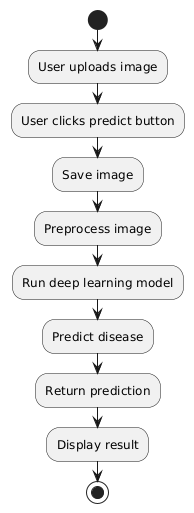 User uploads image
User clicks predict button
Save image
Preprocess image
Run deep learning model
Predict disease
Return prediction
Display result